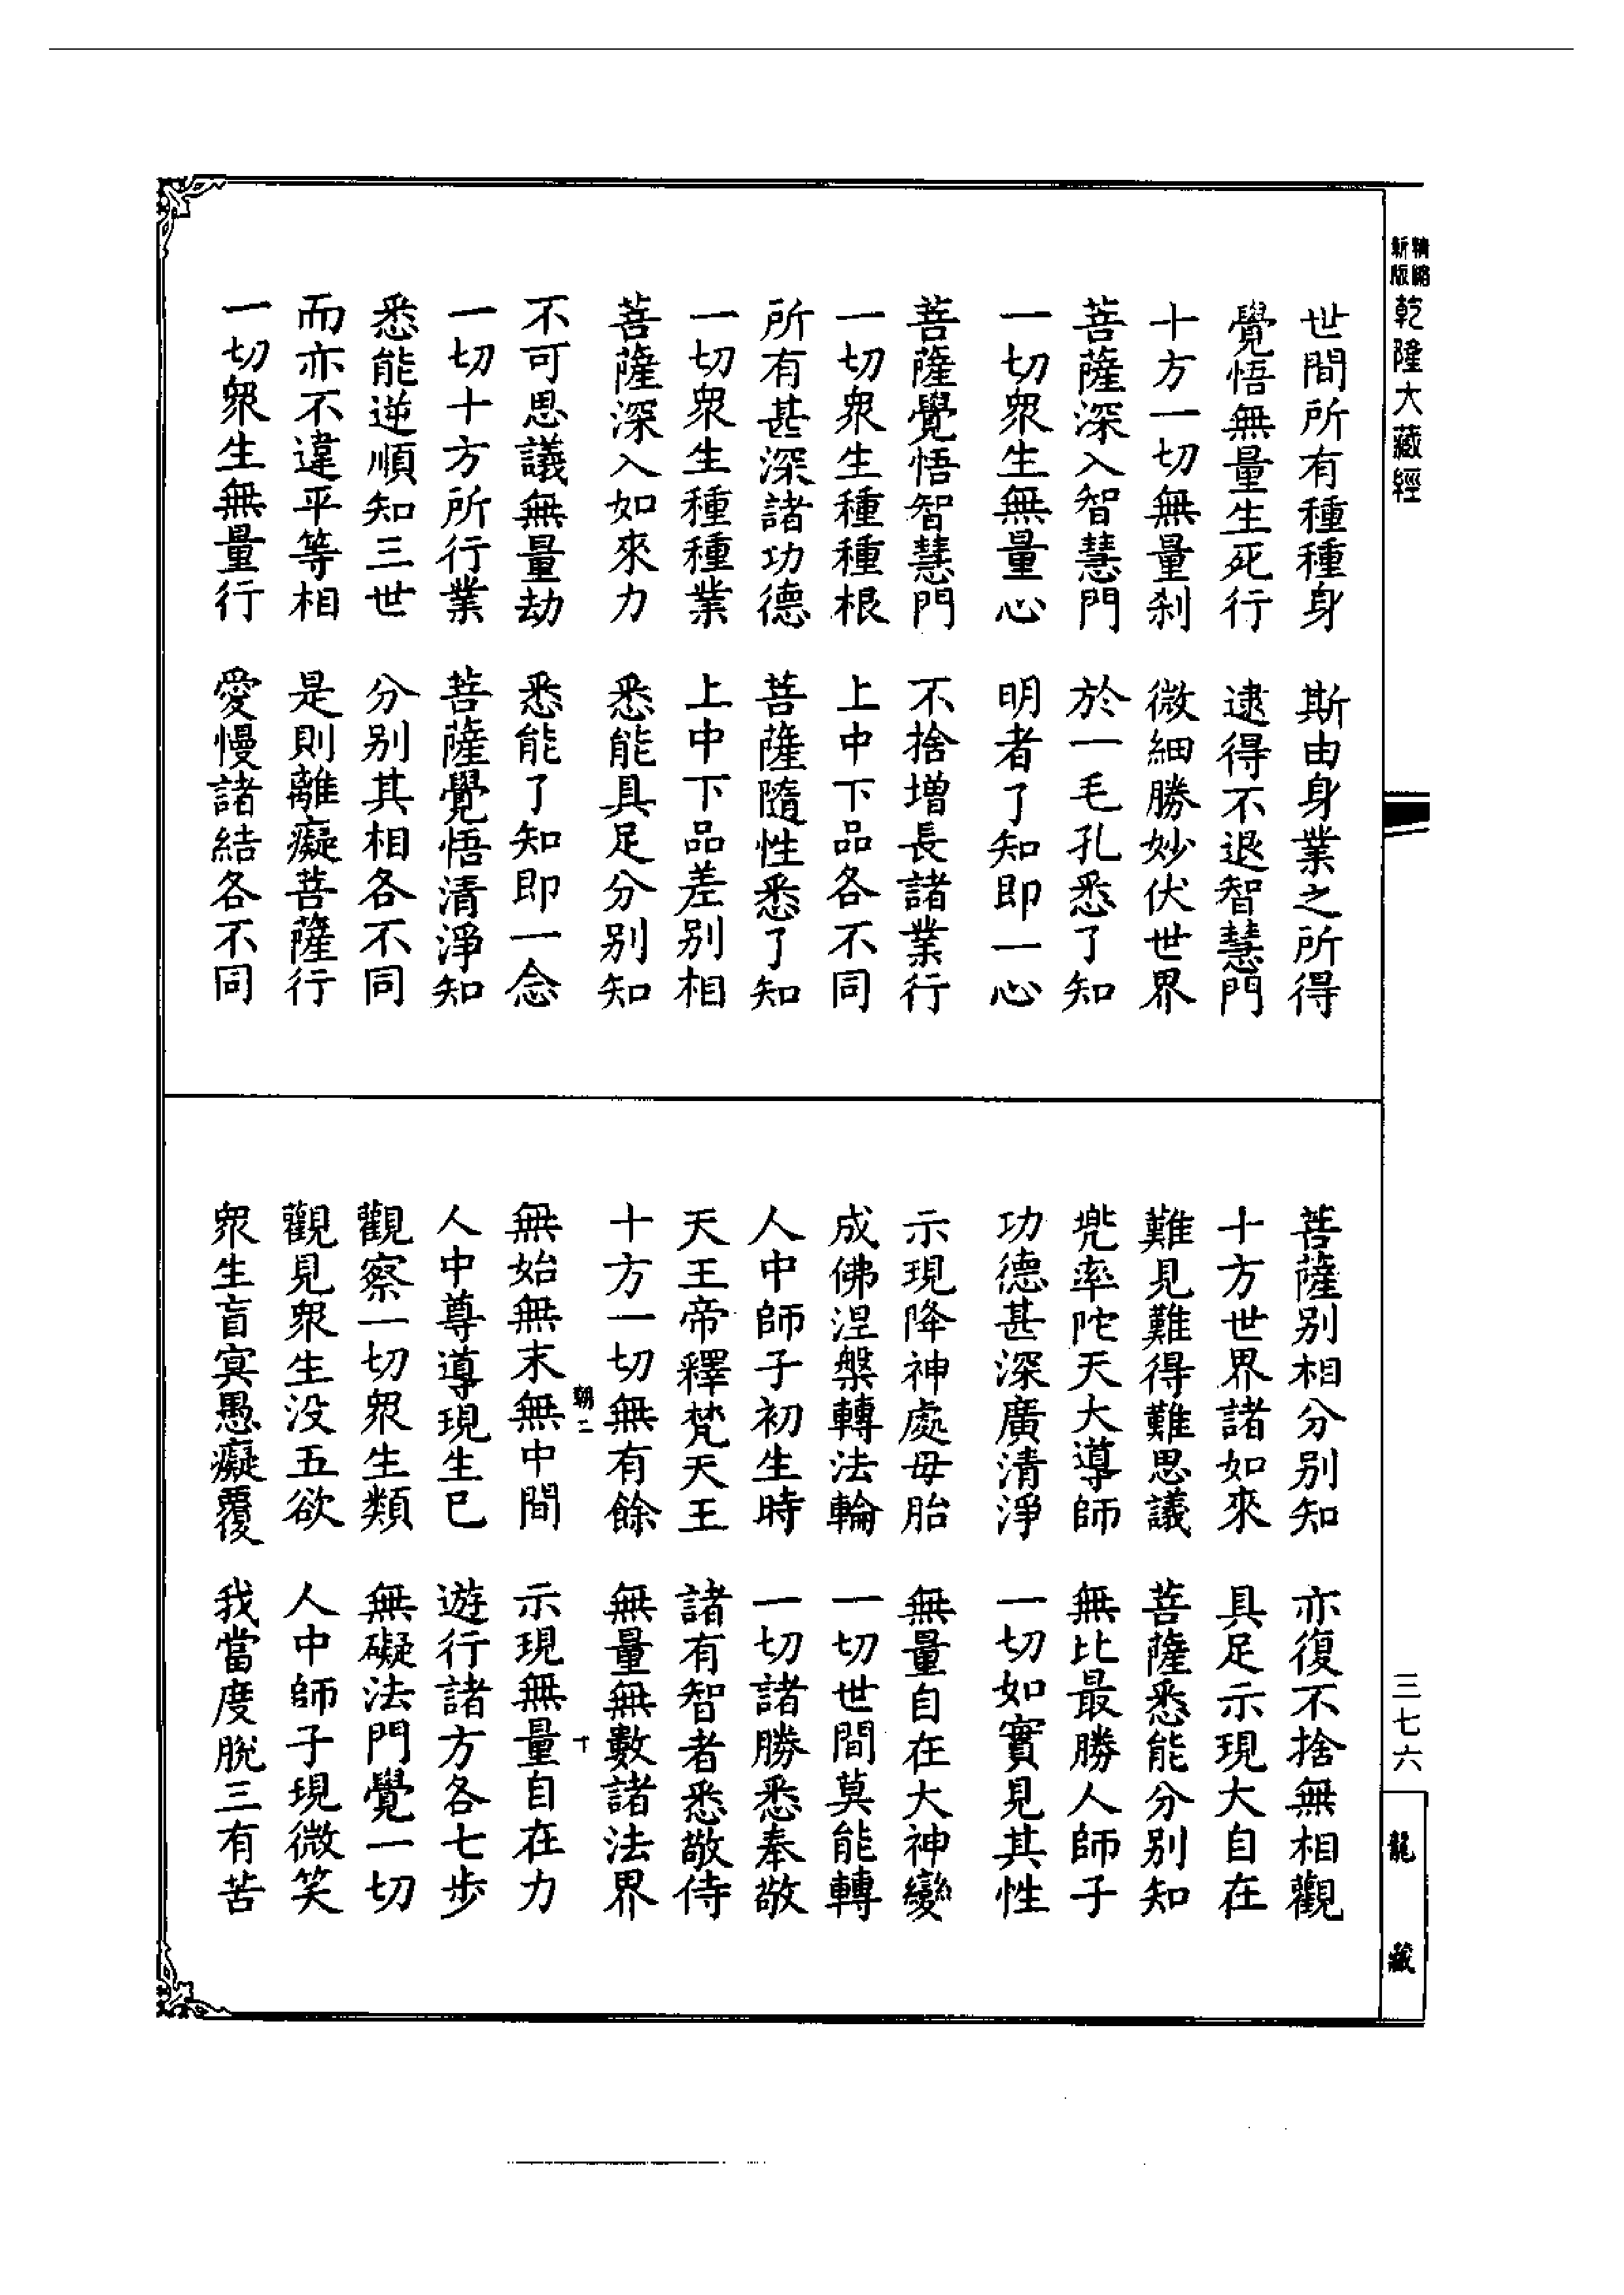 精縮新版 乾隆大藏經
世間所有種種身 斯由身業之所得
覺悟無量生死行 逮得不退智慧門
十方一切無量刹 微細勝妙伏世界
菩薩深入智慧門 於一毛孔悉了知
一切衆生無量心 明者了知即一心
菩薩覺悟智慧門 不捨增長諸業行
一切衆生種種根 上中下品各不同
所有甚深諸功德 菩薩隨性悉了知
一切衆生種種業 上中下品差别相
菩薩深入如來力 悉能具足分别知
不可思議無量劫 悉能了知即一念
一切十方所行業 菩薩覺悟清淨知
悉能逆順知三世 分别其相各不同
而亦不違平等相 是則離癡菩薩行
一切衆生無量行 愛慢諸結各不同
菩薩别相分别知 亦復不捨無相觀
十方世界諸如來 具足示現大自在
難見難得難思議 菩薩悉能分别知
兜率陀天大導師 無比最勝人師子
功德甚深廣清淨 一切如實見其性
示現降神處母胎 無量自在大神變
成佛涅槃轉法輪 一切世間莫能轉
人中師子初生時 一切諸勝悉奉敬
天王帝釋梵天王 諸有智者悉敬侍
十方一切無有餘 無量無數諸法界
朝二 十
無始無末無中間 示現無量自在力
人中尊導現生已 遊行諸方各七步
觀察一切衆生類 無礙法門覺一切
觀見衆生没五欲 人中師子現微笑
衆生盲冥愚癡覆 我當度脫三有苦
三七六
龍藏